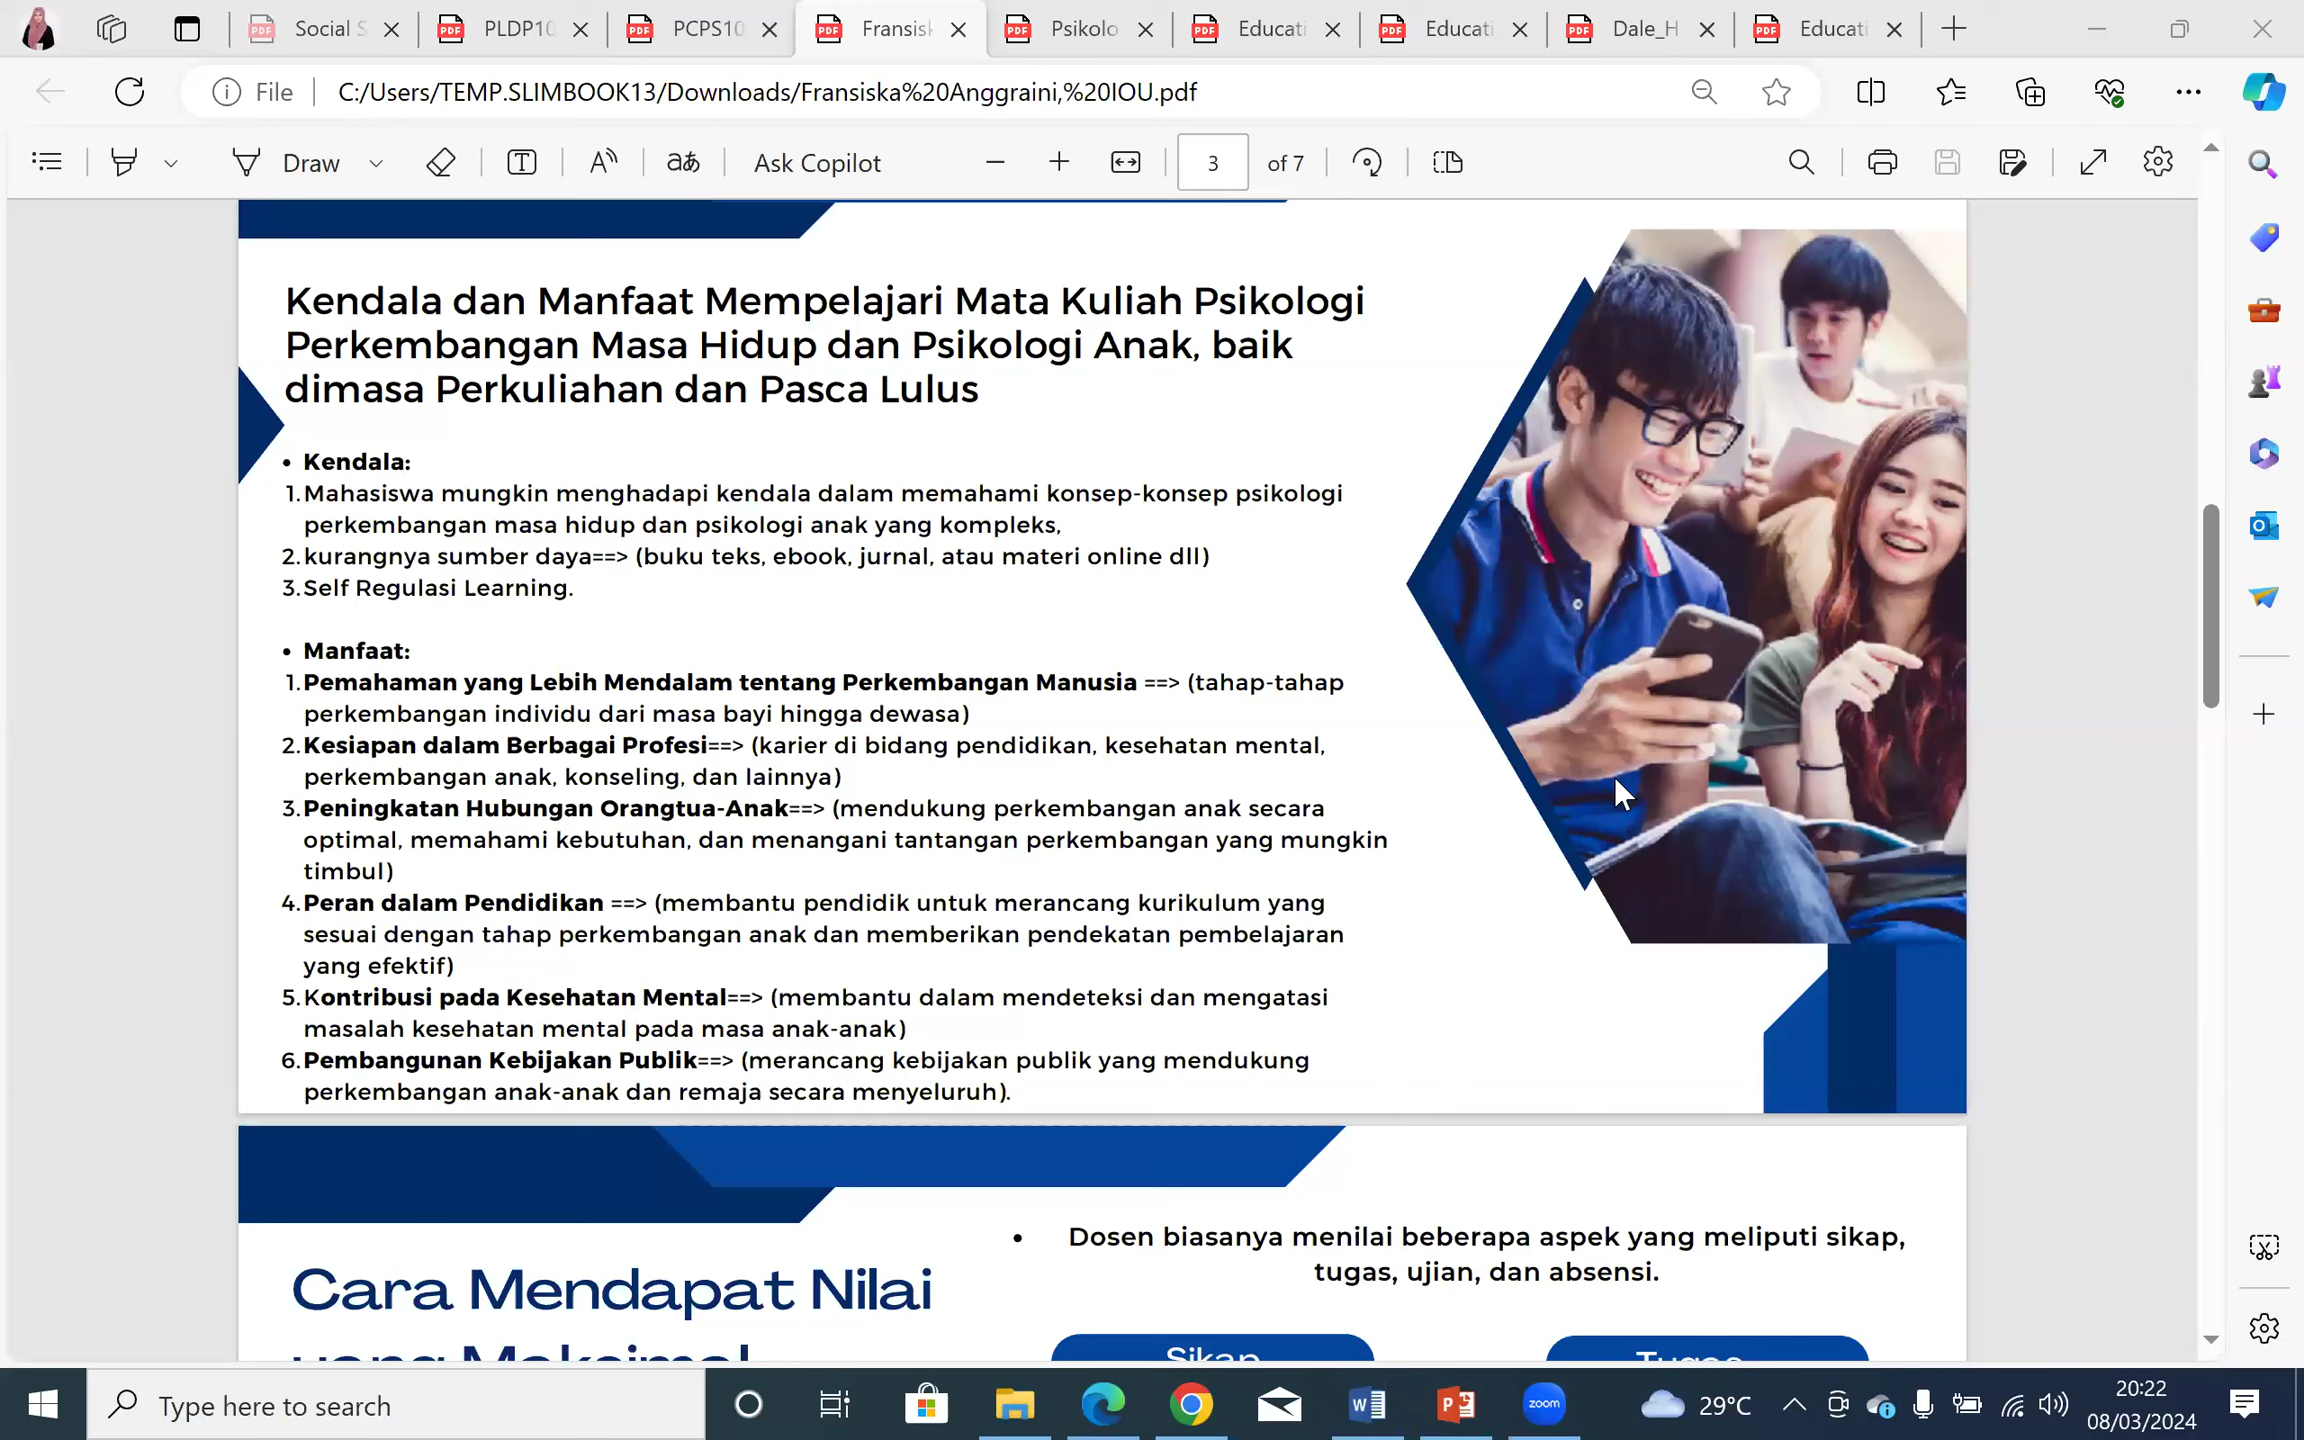 Social S
PLDP10
PCPS10
Fransisk
Psikolo
Educati
Educati
Dale_H
Educati
File
C:/Users/TEMP.SLIMBOOK13/Downloads/Fransiska%20Anggraini,%20IOU.pdf
Draw
Ask Copilot
3
of 7
Kendala dan Manfaat Mempelajari Mata Kuliah Psikologi
Perkembangan Masa Hidup dan Psikologi Anak, baik
dimasa Perkuliahan dan Pasca Lulus
• Kendala:
1. Mahasiswa mungkin menghadapi kendala dalam memahami konsep-konsep psikologi
perkembangan masa hidup dan psikologi anak yang kompleks,
2. kurangnya sumber daya==> (buku teks, ebook, jurnal, atau materi online dll)
3. Self Regulasi Learning.
• Manfaat:
1. Pemahaman yang Lebih Mendalam tentang Perkembangan Manusia ==> (tahap-tahap
perkembangan individu dari masa bayi hingga dewasa)
2. Kesiapan dalam Berbagai Profesi==> (karier di bidang pendidikan, kesehatan mental,
perkembangan anak, konseling, dan lainnya)
3. Peningkatan Hubungan Orangtua-Anak==> (mendukung perkembangan anak secara
optimal, memahami kebutuhan, dan menangani tantangan perkembangan yang mungkin
timbul)
4. Peran dalam Pendidikan ==> (membantu pendidik untuk merancang kurikulum yang
sesuai dengan tahap perkembangan anak dan memberikan pendekatan pembelajaran
yang efektif)
5. Kontribusi pada Kesehatan Mental==> (membantu dalam mendeteksi dan mengatasi
masalah kesehatan mental pada masa anak-anak)
6. Pembangunan Kebijakan Publik==> (merancang kebijakan publik yang mendukung
perkembangan anak-anak dan remaja secara menyeluruh).
Cara Mendapat Nilai
yang Maksimal
• Dosen biasanya menilai beberapa aspek yang meliputi sikap,
tugas, ujian, dan absensi.
Sikap
Tugas
Type here to search
zoom
29°C
20:22
08/03/2024